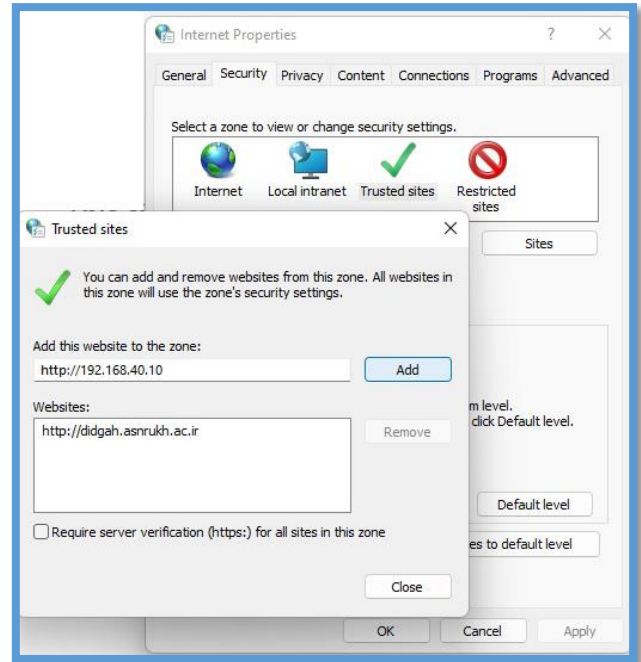 Internet Properties
?
General Security Privacy Content Connections Programs Advanced
Select a zone to view or change security settings.
Internet
Local intranet
Trusted sites
Restricted
sites
Sites
Trusted sites
You can add and remove websites from this zone. All websites in
this zone will use the zone's security settings.
Add this website to the zone:
http://192.168.40.10
Add
Websites:
http://didgah.asnrukh.ac.ir
Remove
Require server verification (https:) for all sites in this zone
Close
m level.
click Default level.
Default level
es to default level
OK
Cancel
Apply